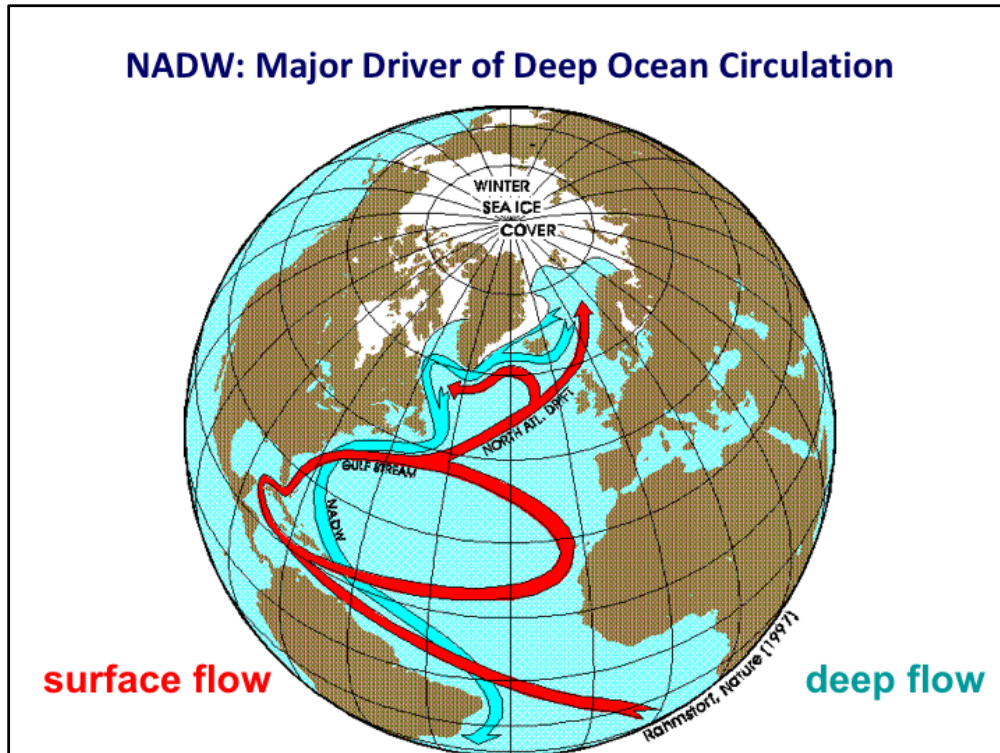 NADW: Major Driver of Deep Ocean Circulation
WINTER
SEA ICE
COVER
NORTH ATL. DRIFT
GULF STREAM
NADW
surface flow
deep flow
Rahmstorf, Nature (1997)